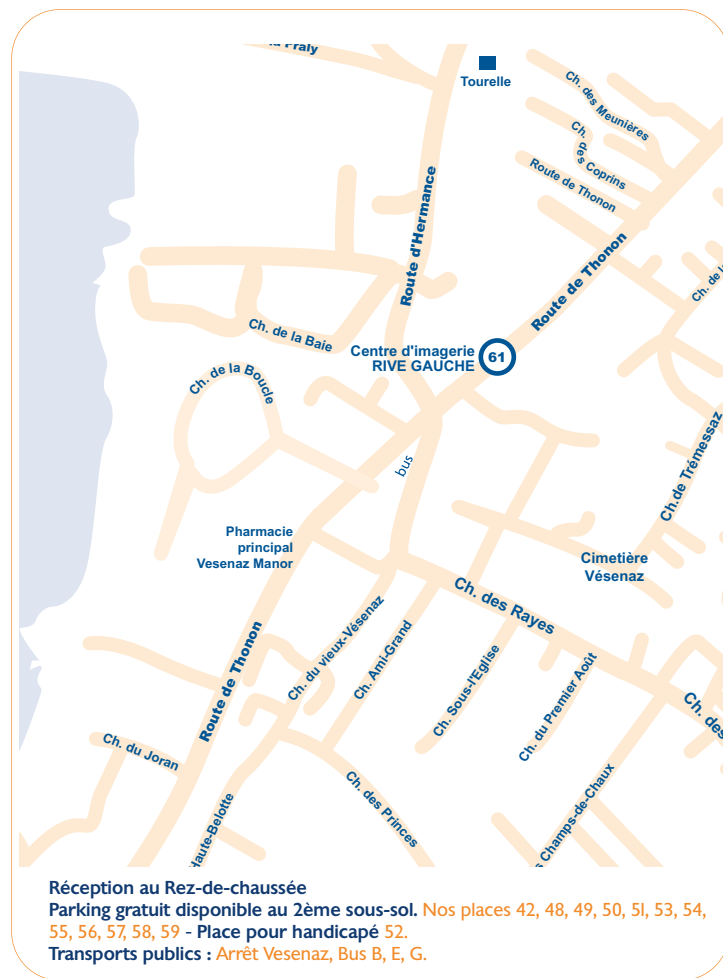 la Praly
Tourelle
Ch. des Meunières
Ch. des Coprins
Route de Thonon
Route d'Hermance
Route de Thonon
Ch. de la
Ch. de la Baie
Centre d'imagerie
RIVE GAUCHE
61
Ch. de la Boucle
bus
Ch.de Trémessaz
Pharmacie
principal
Vesenaz Manor
Cimetière
Vésenaz
Ch. des Rayes
Ch. du vieux-Vésenaz
Ch. Ami-Grand
Ch. Sous-l'Eglise
Ch. du Premier Août
Ch. des
Route de Thonon
Ch. du Joran
Haute-Belotte
Ch. des Princes
s Champs-de-Chaux
Réception au Rez-de-chaussée
Parking gratuit disponible au 2ème sous-sol. Nos places 42, 48, 49, 50, 5l, 53, 54,
55, 56, 57, 58, 59 - Place pour handicapé 52.
Transports publics : Arrêt Vesenaz, Bus B, E, G.